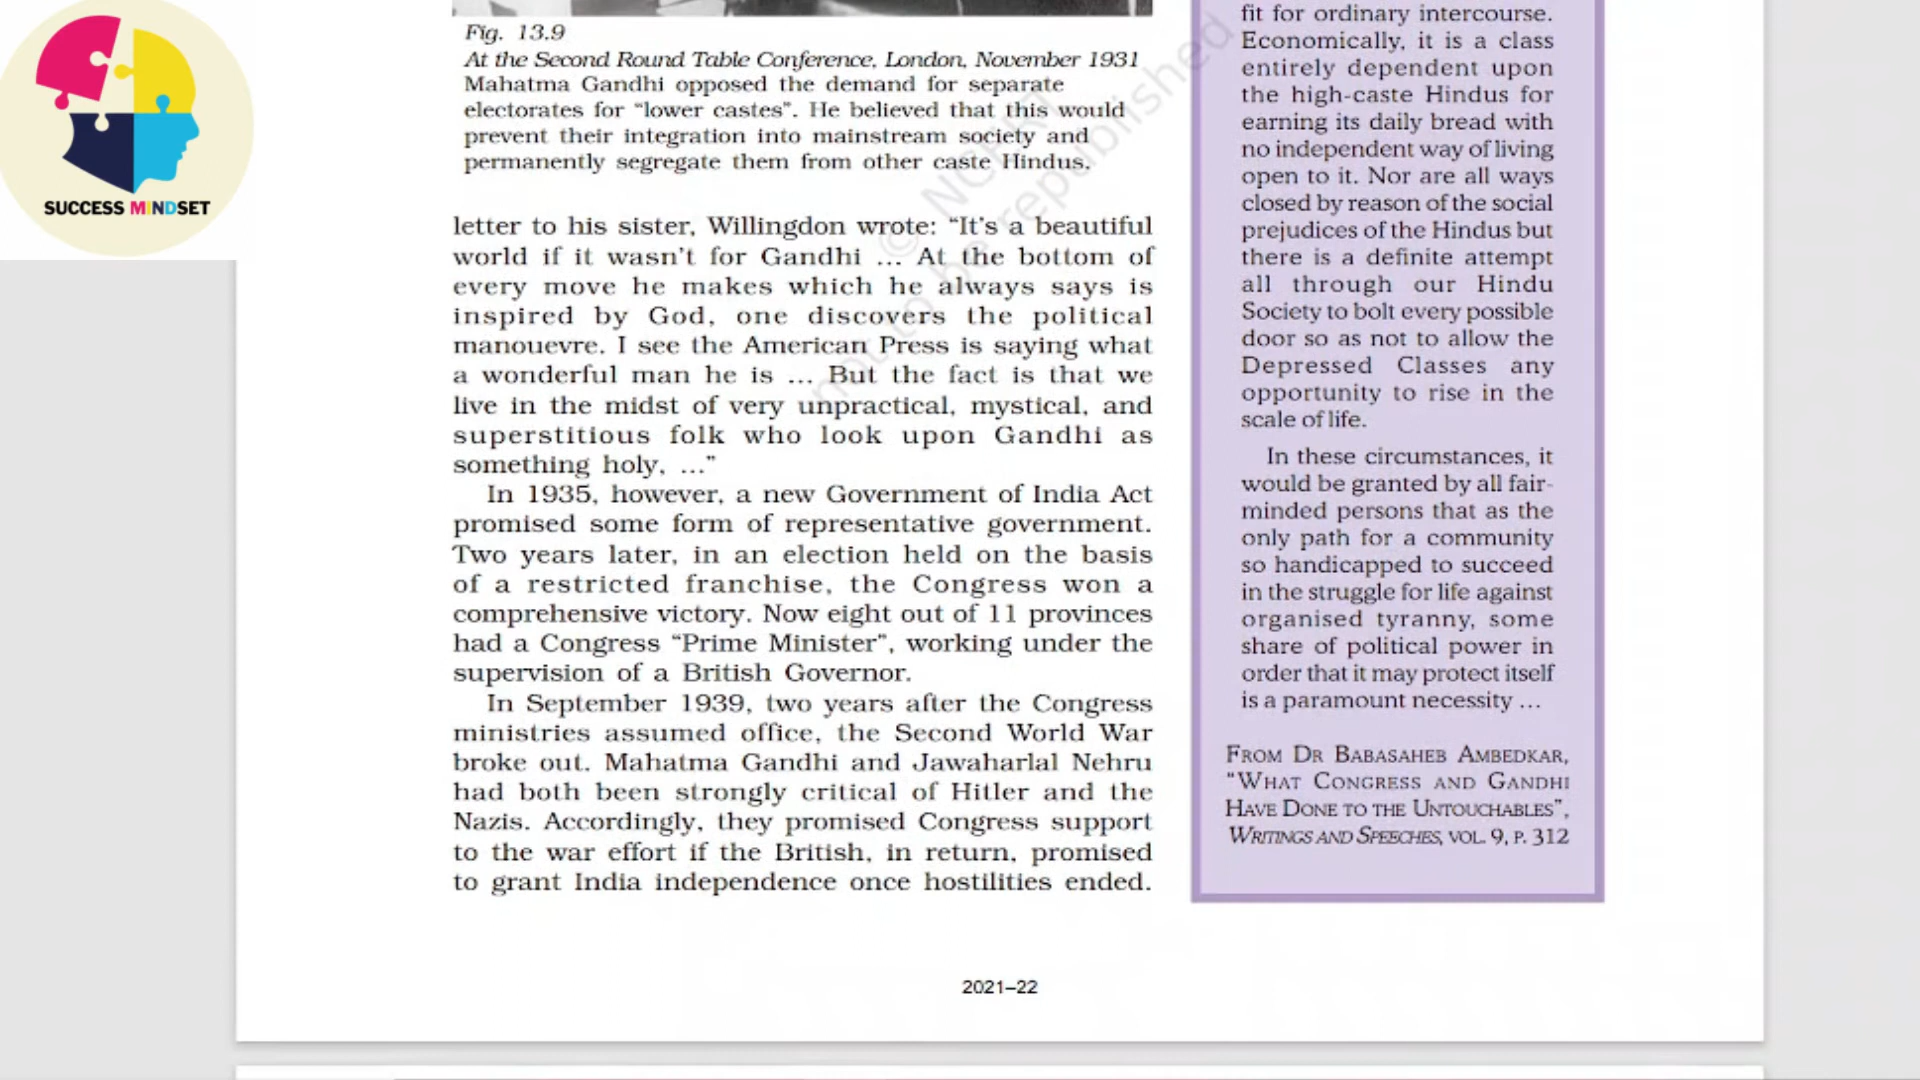 SUCCESS MINDSET
Fig. 13.9
At the Second Round Table Conference, London, November 1931
Mahatma Gandhi opposed the demand for separate
electorates for “lower castes”. He believed that this would
prevent their integration into mainstream society and
permanently segregate them from other caste Hindus.
letter to his sister, Willingdon wrote: “It's a beautiful
world if it wasn't for Gandhi ... At the bottom of
every move he makes which he always says is
inspired by God, one discovers the political
manouevre. I see the American Press is saying what
a wonderful man he is ... But the fact is that we
live in the midst of very unpractical, mystical, and
superstitious folk who look upon Gandhi as
something holy, ...”
In 1935, however, a new Government of India Act
promised some form of representative government.
Two years later, in an election held on the basis
of a restricted franchise, the Congress won a
comprehensive victory. Now eight out of 11 provinces
had a Congress “Prime Minister”, working under the
supervision of a British Governor.
In September 1939, two years after the Congress
ministries assumed office, the Second World War
broke out. Mahatma Gandhi and Jawaharlal Nehru
had both been strongly critical of Hitler and the
Nazis. Accordingly, they promised Congress support
to the war effort if the British, in return, promised
to grant India independence once hostilities ended.
fit for ordinary intercourse.
Economically, it is a class
entirely dependent upon
the high-caste Hindus for
earning its daily bread with
no independent way of living
open to it. Nor are all ways
closed by reason of the social
prejudices of the Hindus but
there is a definite attempt
all through our Hindu
Society to bolt every possible
door so as not to allow the
Depressed Classes any
opportunity to rise in the
scale of life.
In these circumstances, it
would be granted by all fair-
minded persons that as the
only path for a community
so handicapped to succeed
in the struggle for life against
organised tyranny, some
share of political power in
order that it may protect itself
is a paramount necessity ...
FROM DR BABASAHEB AMBEDKAR,
“WHAT CONGRESS AND GANDHI
HAVE DONE TO THE UNTOUCHABLES”,
WRITINGS AND SPEECHES, VOL. 9, P. 312
© NCERT
not to be republished
2021–22